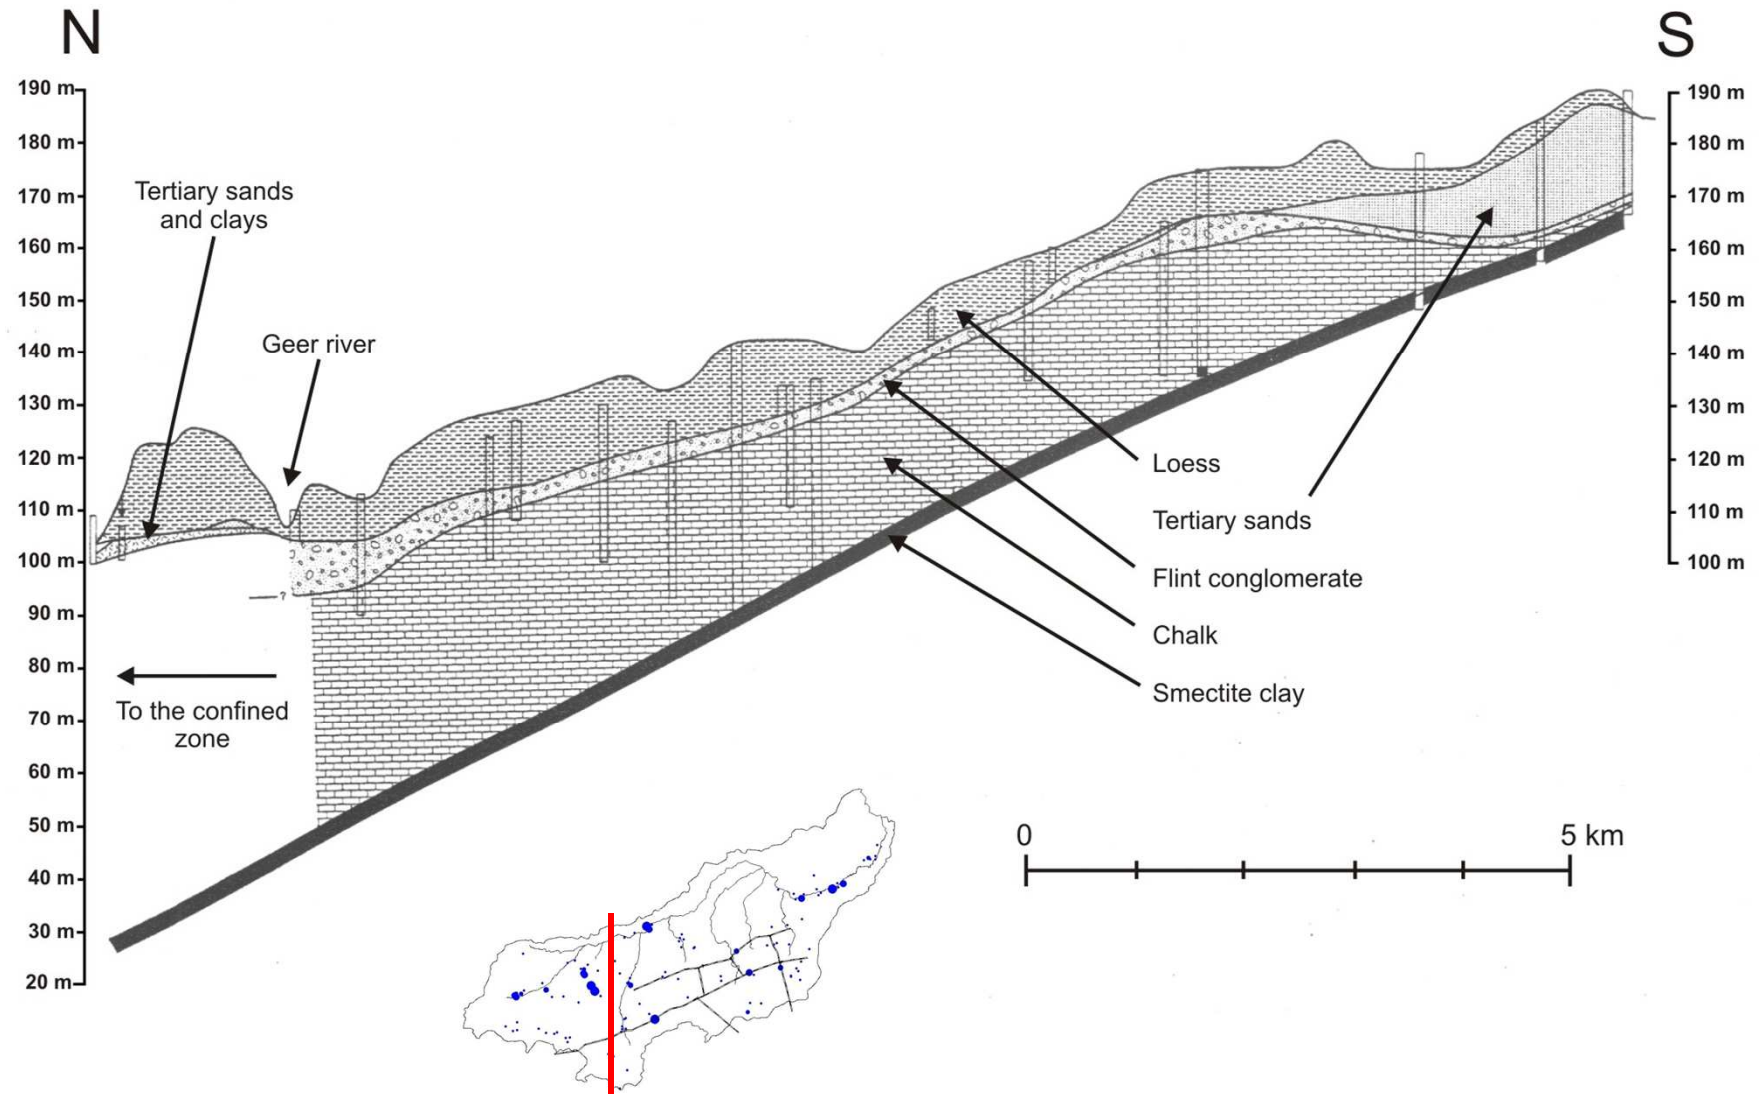 N
S
190 m
180 m
170 m
160 m
150 m
140 m
130 m
120 m
110 m
100 m
90 m
80 m
70 m
60 m
50 m
40 m
30 m
20 m
190 m
180 m
170 m
160 m
150 m
140 m
130 m
120 m
110 m
100 m
Tertiary sands
and clays
Geer river
?
To the confined
zone
Loess
Tertiary sands
Flint conglomerate
Chalk
Smectite clay
0
5 km